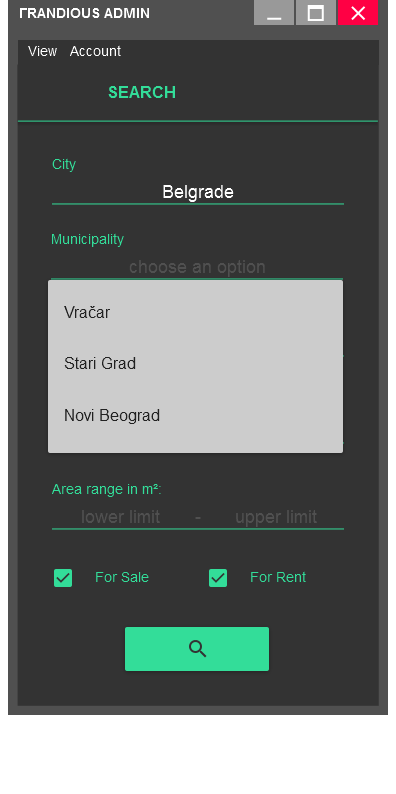 FRANDIOUS ADMIN
View Account
SEARCH
City
Belgrade
Municipality
choose an option
Vračar
Stari Grad
Novi Beograd
Area range in m²:
lower limit - upper limit
For Sale For Rent